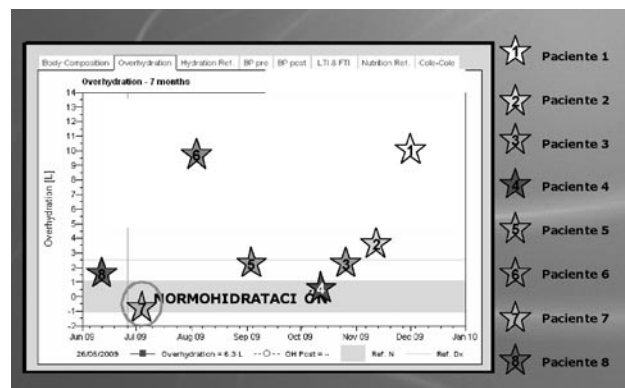 Body Composition Overhydration Hydration Ref. BP pre BP post LTI & FTI Nutrition Ref. Cole-Cole
Overhydration - 7 months
Overhydration [L]
14
13
12
11
10
9
8
7
6
5
4
3
2
1
0
-1
-2
1
6
2
5
3
8
4
7
NORMOHIDRATACI ÓN
Jun 09 Jul 09 Aug 09 Sep 09 Oct 09 Nov 09 Dec 09 Jan 10
26/05/2009 Overhydration = 6.3 L OH Post = -- Ref. N Ref. Dx
1 Paciente 1
2 Paciente 2
3 Paciente 3
4 Paciente 4
5 Paciente 5
6 Paciente 6
7 Paciente 7
8 Paciente 8